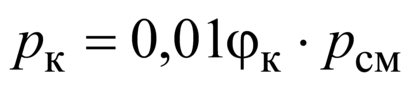 pк = 0,01φк · pсм